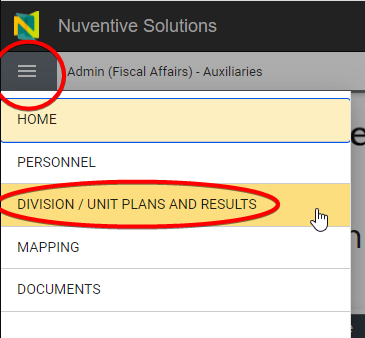 Nuventive Solutions
Admin (Fiscal Affairs) - Auxiliaries
HOME
PERSONNEL
DIVISION / UNIT PLANS AND RESULTS
MAPPING
DOCUMENTS